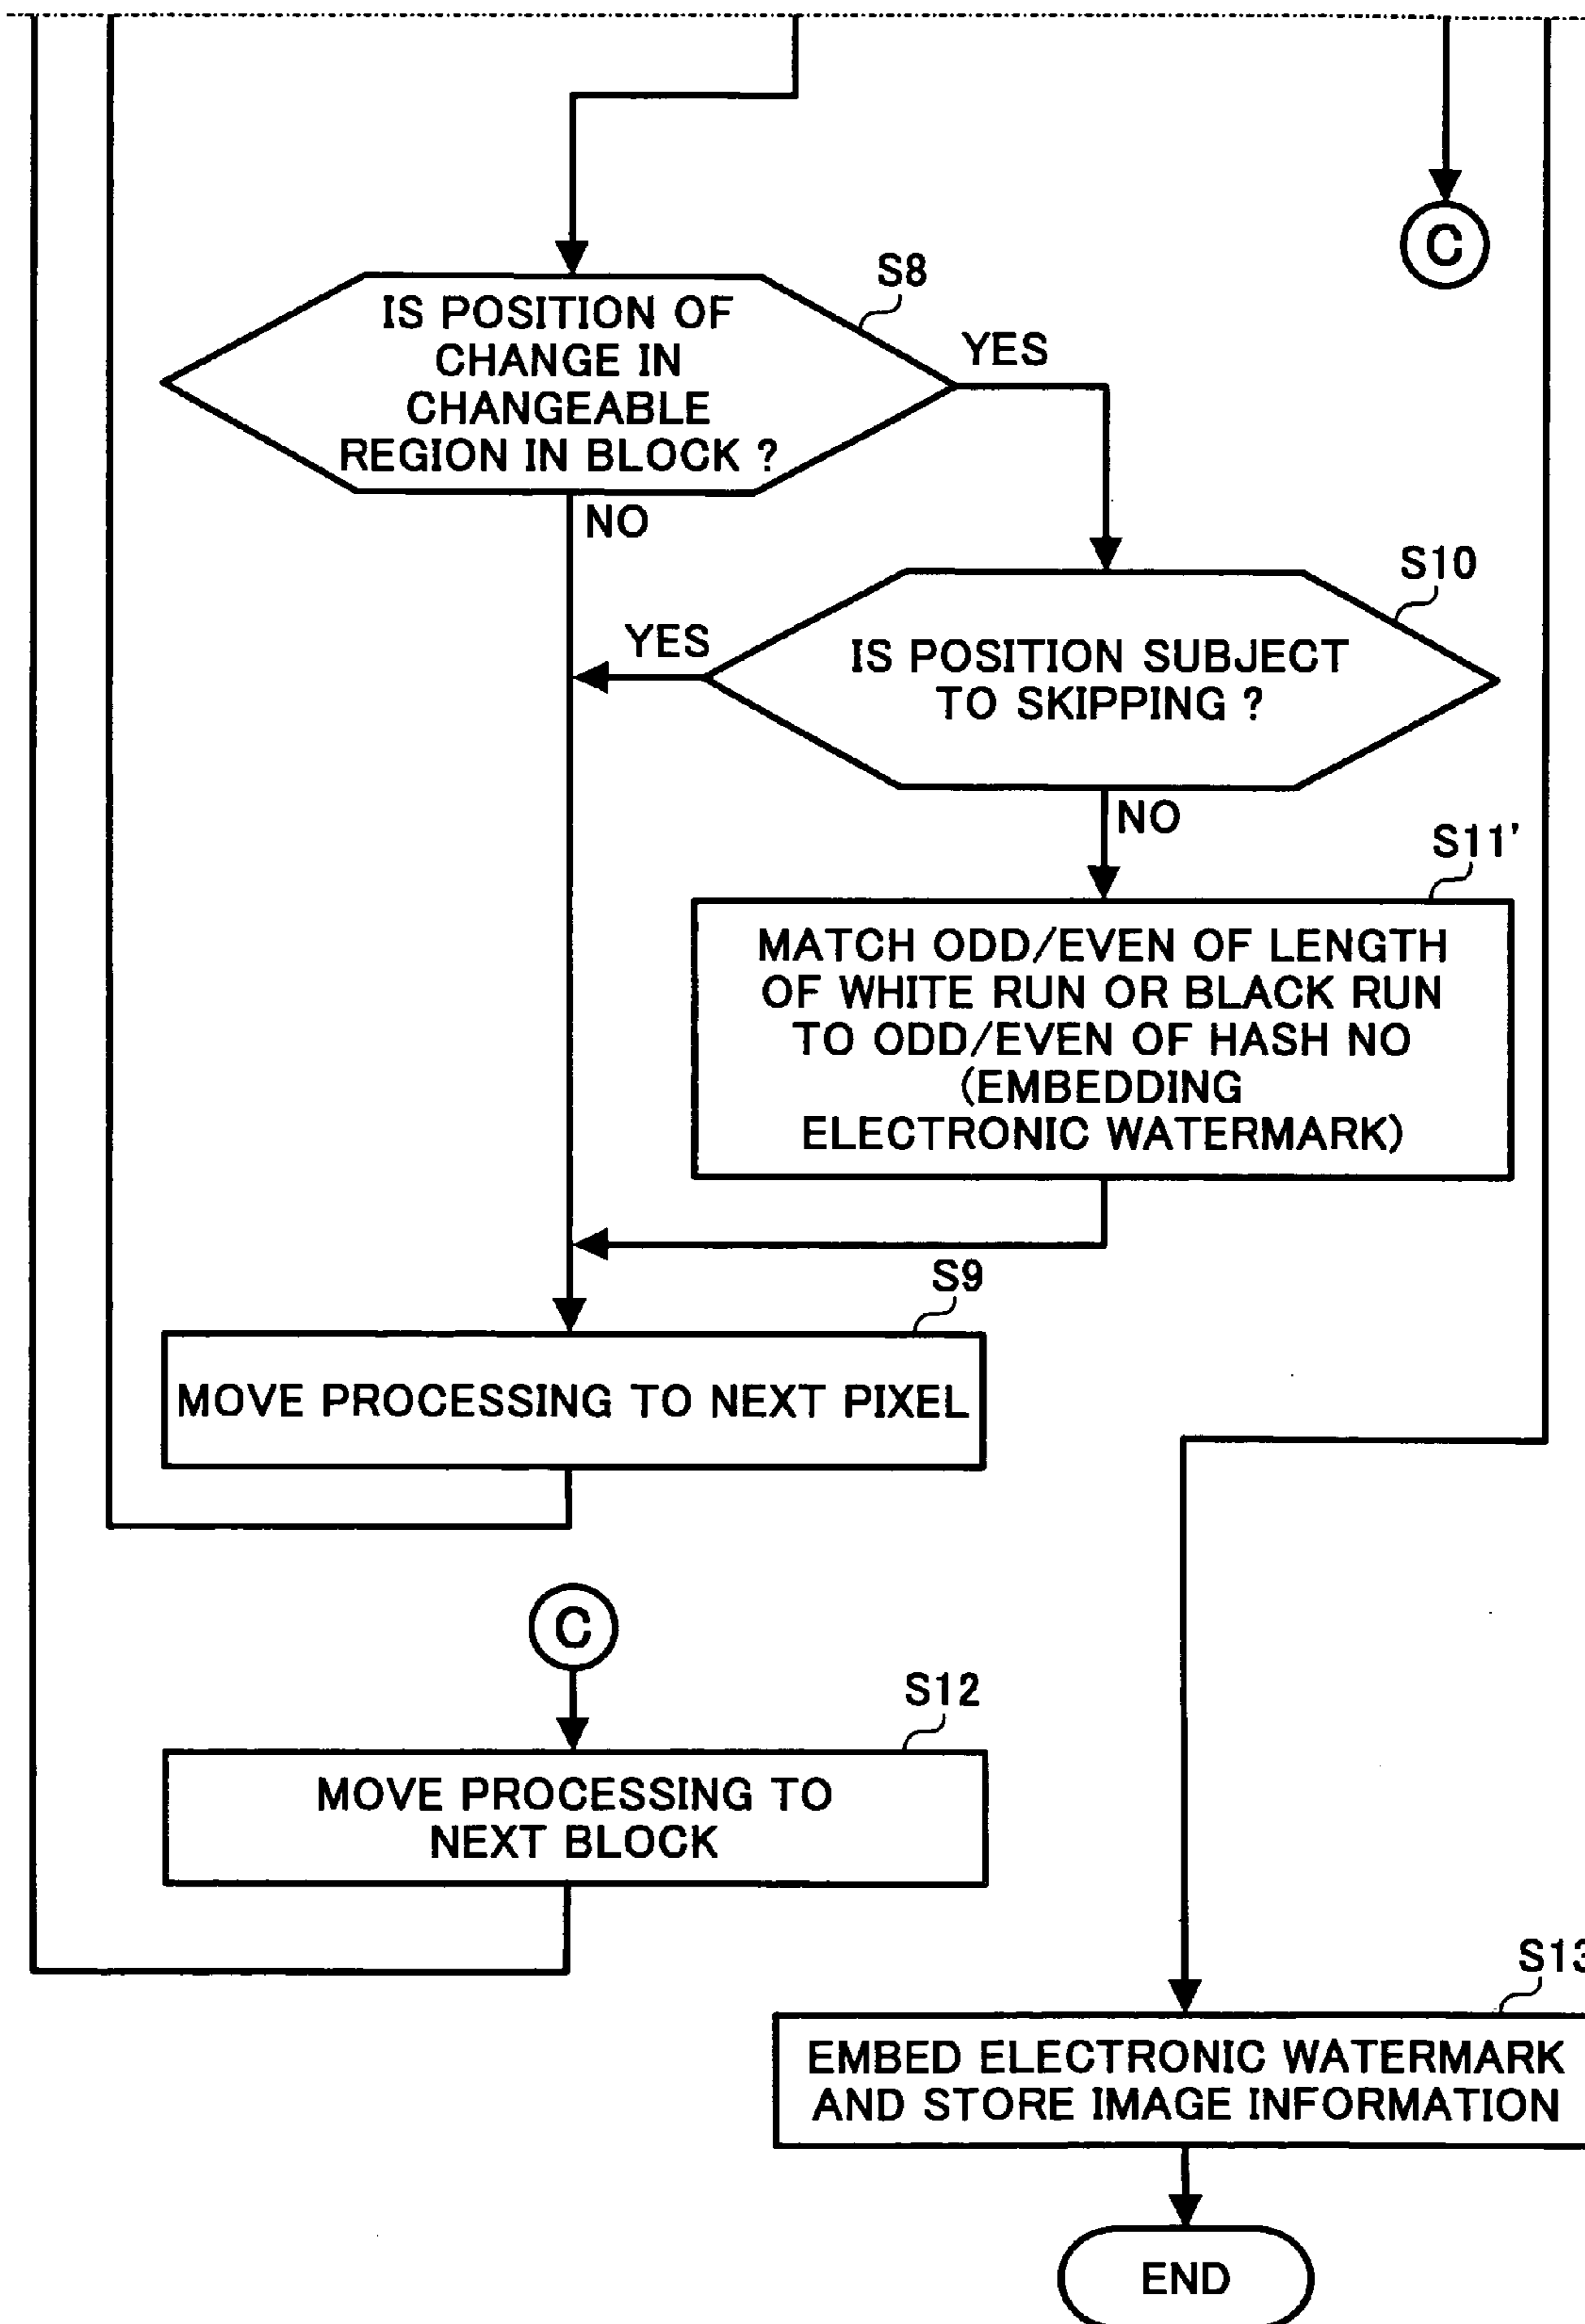 C
S8
IS POSITION OF
CHANGE IN
CHANGEABLE
REGION IN BLOCK ?
YES
NO
S10
YES
IS POSITION SUBJECT
TO SKIPPING ?
NO
S11'
MATCH ODD/EVEN OF LENGTH
OF WHITE RUN OR BLACK RUN
TO ODD/EVEN OF HASH NO
(EMBEDDING
ELECTRONIC WATERMARK)
S9
MOVE PROCESSING TO NEXT PIXEL
C
S12
MOVE PROCESSING TO
NEXT BLOCK
S13
EMBED ELECTRONIC WATERMARK
AND STORE IMAGE INFORMATION
END